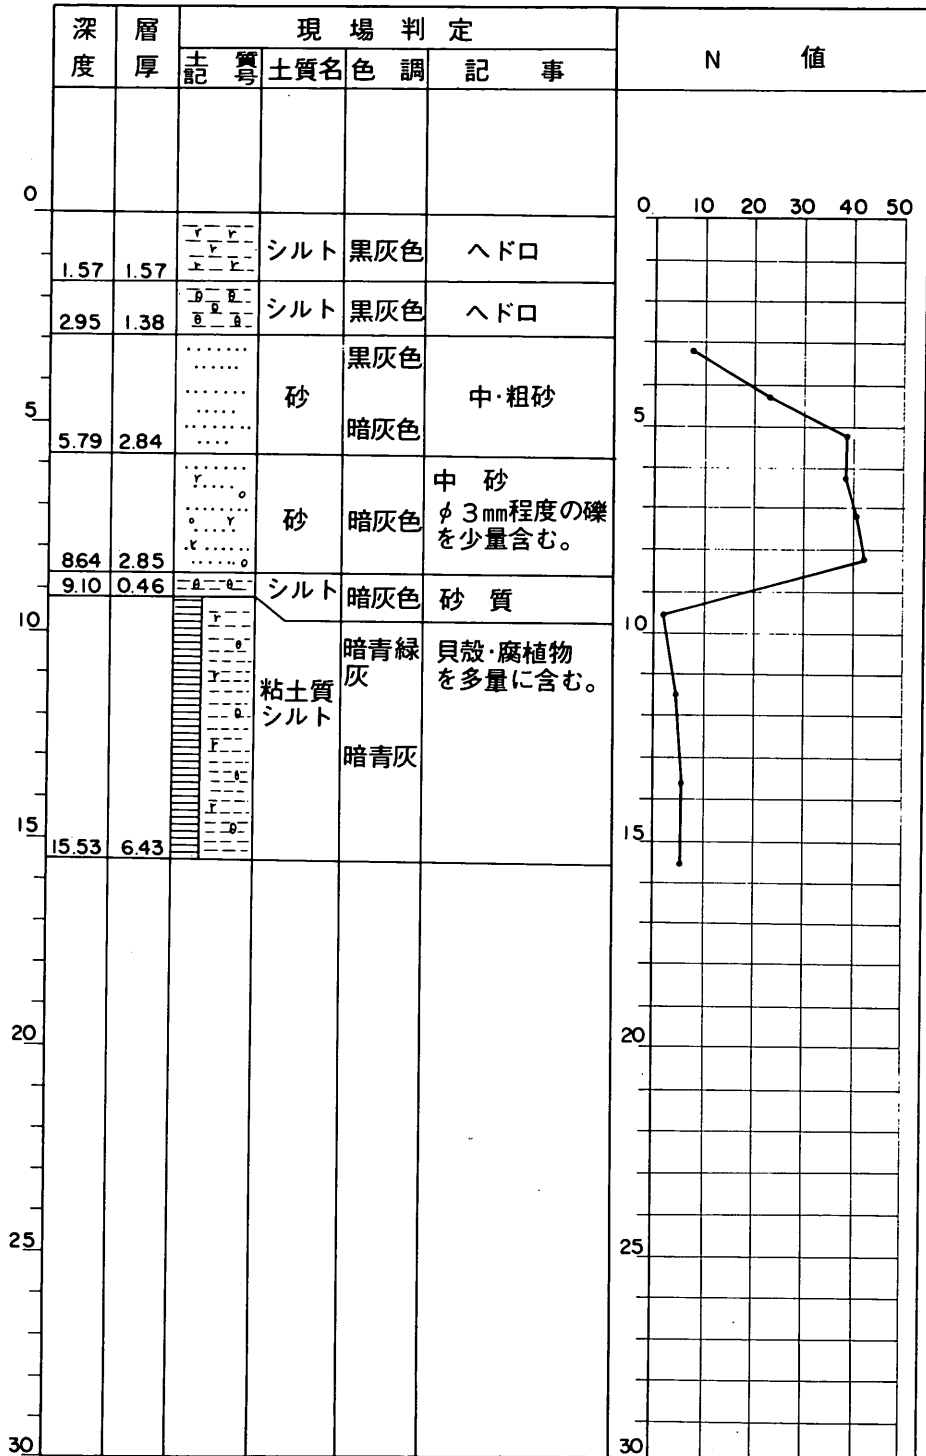 深度 層厚 現場判定 N値
土質記号 土質名 色調 記事
0 10 20 30 40 50
0
シルト 黒灰色 ヘドロ
1.57 1.57
シルト 黒灰色 ヘドロ
2.95 1.38
黒灰色
砂 中・粗砂
5 暗灰色 5
5.79 2.84
中 砂
砂 暗灰色 φ3mm程度の礫
を少量含む。
8.64 2.85
9.10 0.46 シルト 暗灰色 砂 質
10 10
暗青緑灰 貝殻・腐植物
を多量に含む。
粘土質
シルト
暗青灰
15 15
15.53 6.43
20 20
25 25
30 30